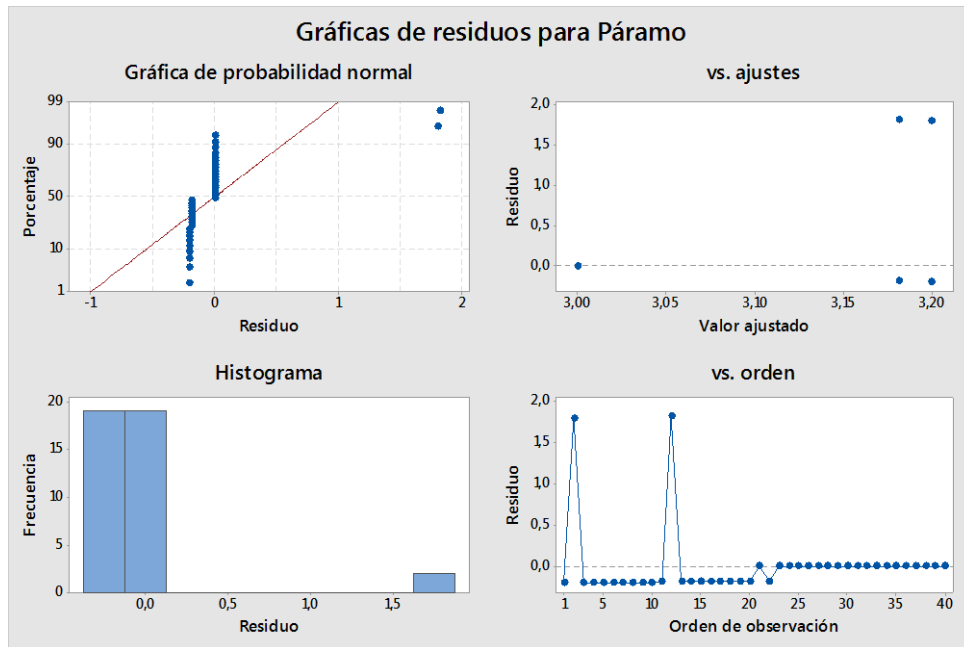 Gráficas de residuos para Páramo
Gráfica de probabilidad normal
99
90
50
10
1
Porcentaje
-1 0 1 2
Residuo
vs. ajustes
2,0
1,5
1,0
0,5
0,0
Residuo
3,00 3,05 3,10 3,15 3,20
Valor ajustado
Histograma
20
15
10
5
0
Frecuencia
0,0 0,5 1,0 1,5
Residuo
vs. orden
2,0
1,5
1,0
0,5
0,0
Residuo
1 5 10 15 20 25 30 35 40
Orden de observación